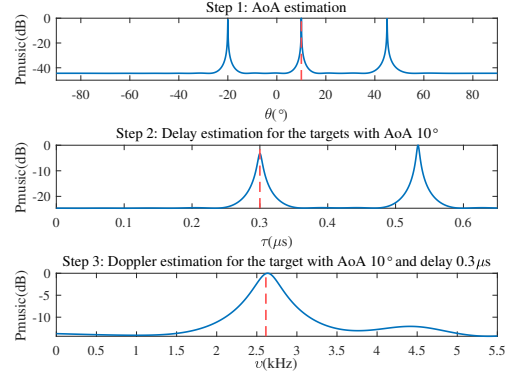 Step 1: AoA estimation
Pmusic(dB)
0
-20
-40
-80 -60 -40 -20 0 20 40 60 80
θ(°)
Step 2: Delay estimation for the targets with AoA 10°
Pmusic(dB)
0
-10
-20
0 0.1 0.2 0.3 0.4 0.5 0.6
τ(μs)
Step 3: Doppler estimation for the target with AoA 10° and delay 0.3μs
Pmusic(dB)
0
-5
-10
0 0.5 1 1.5 2 2.5 3 3.5 4 4.5 5 5.5
υ(kHz)